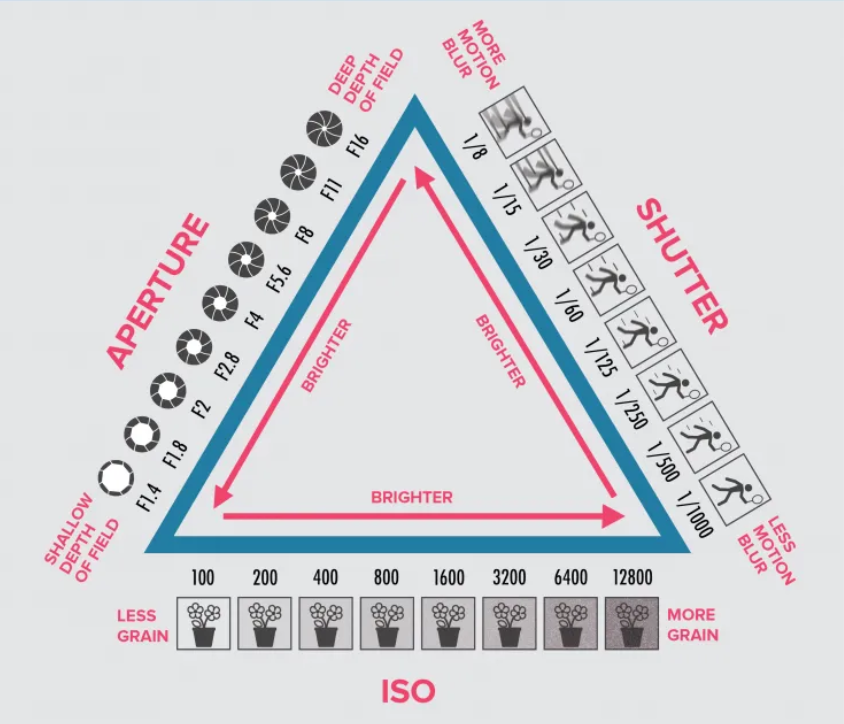 DEEP
DEPTH
OF FIELD
MORE
MOTION
BLUR
F16
F11
F8
F5.6
F4
F2.8
F2
F1.8
F1.4
APERTURE
SHALLOW
DEPTH
OF FIELD
1/8
1/15
1/30
1/60
1/125
1/250
1/500
1/1000
SHUTTER
LESS
MOTION
BLUR
BRIGHTER
BRIGHTER
BRIGHTER
100 200 400 800 1600 3200 6400 12800
LESS
GRAIN
MORE
GRAIN
ISO